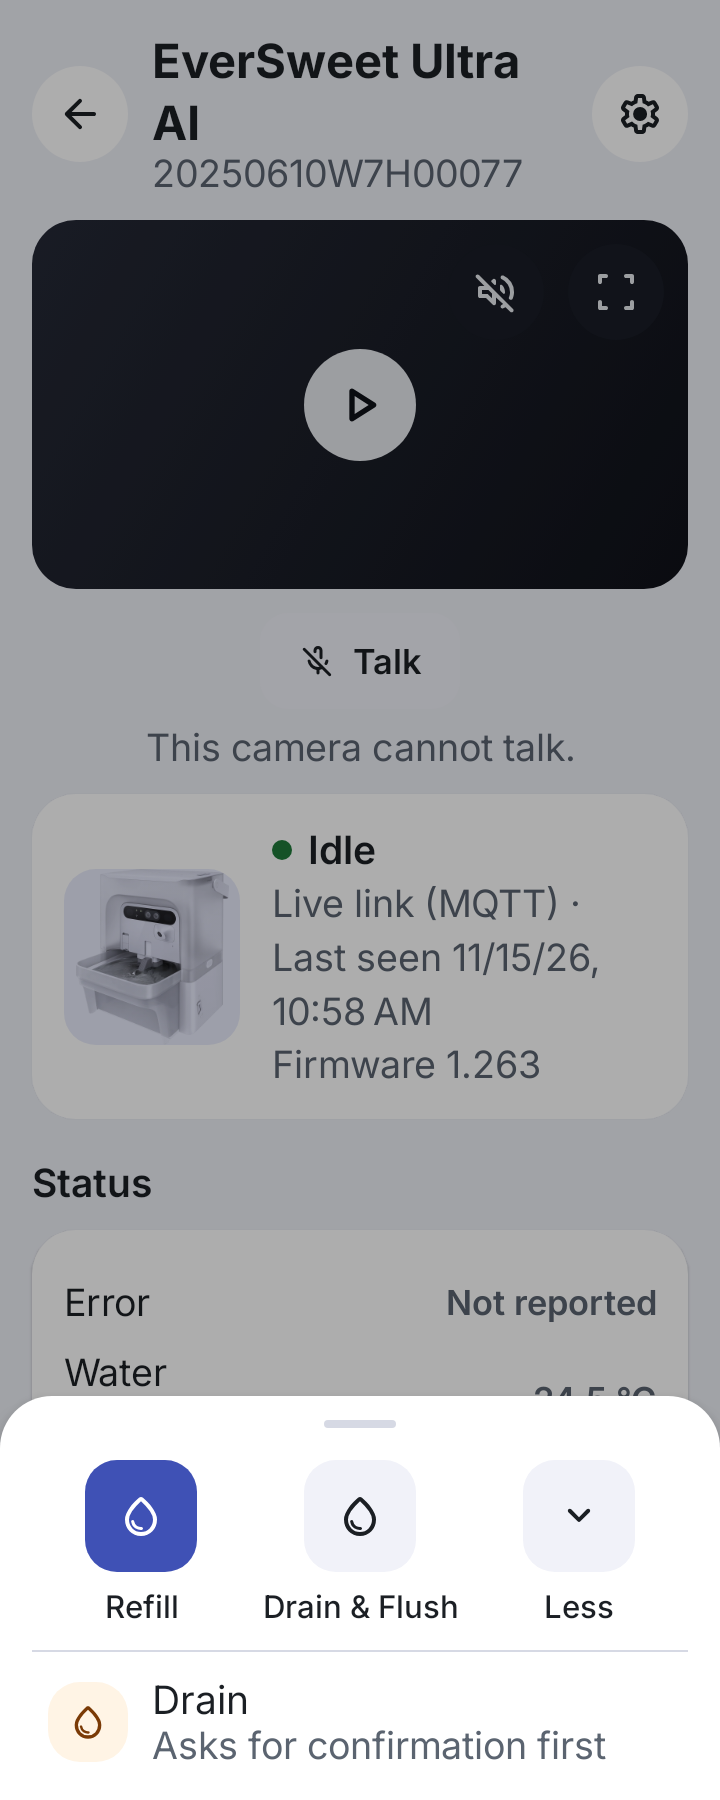 EverSweet Ultra
AI
20250610W7H00077
Talk
This camera cannot talk.
Idle
Live link (MQTT) ·
Last seen 11/15/26,
10:58 AM
Firmware 1.263
Status
Error
Not reported
Water
Refill
Drain & Flush
Less
Drain
Asks for confirmation first